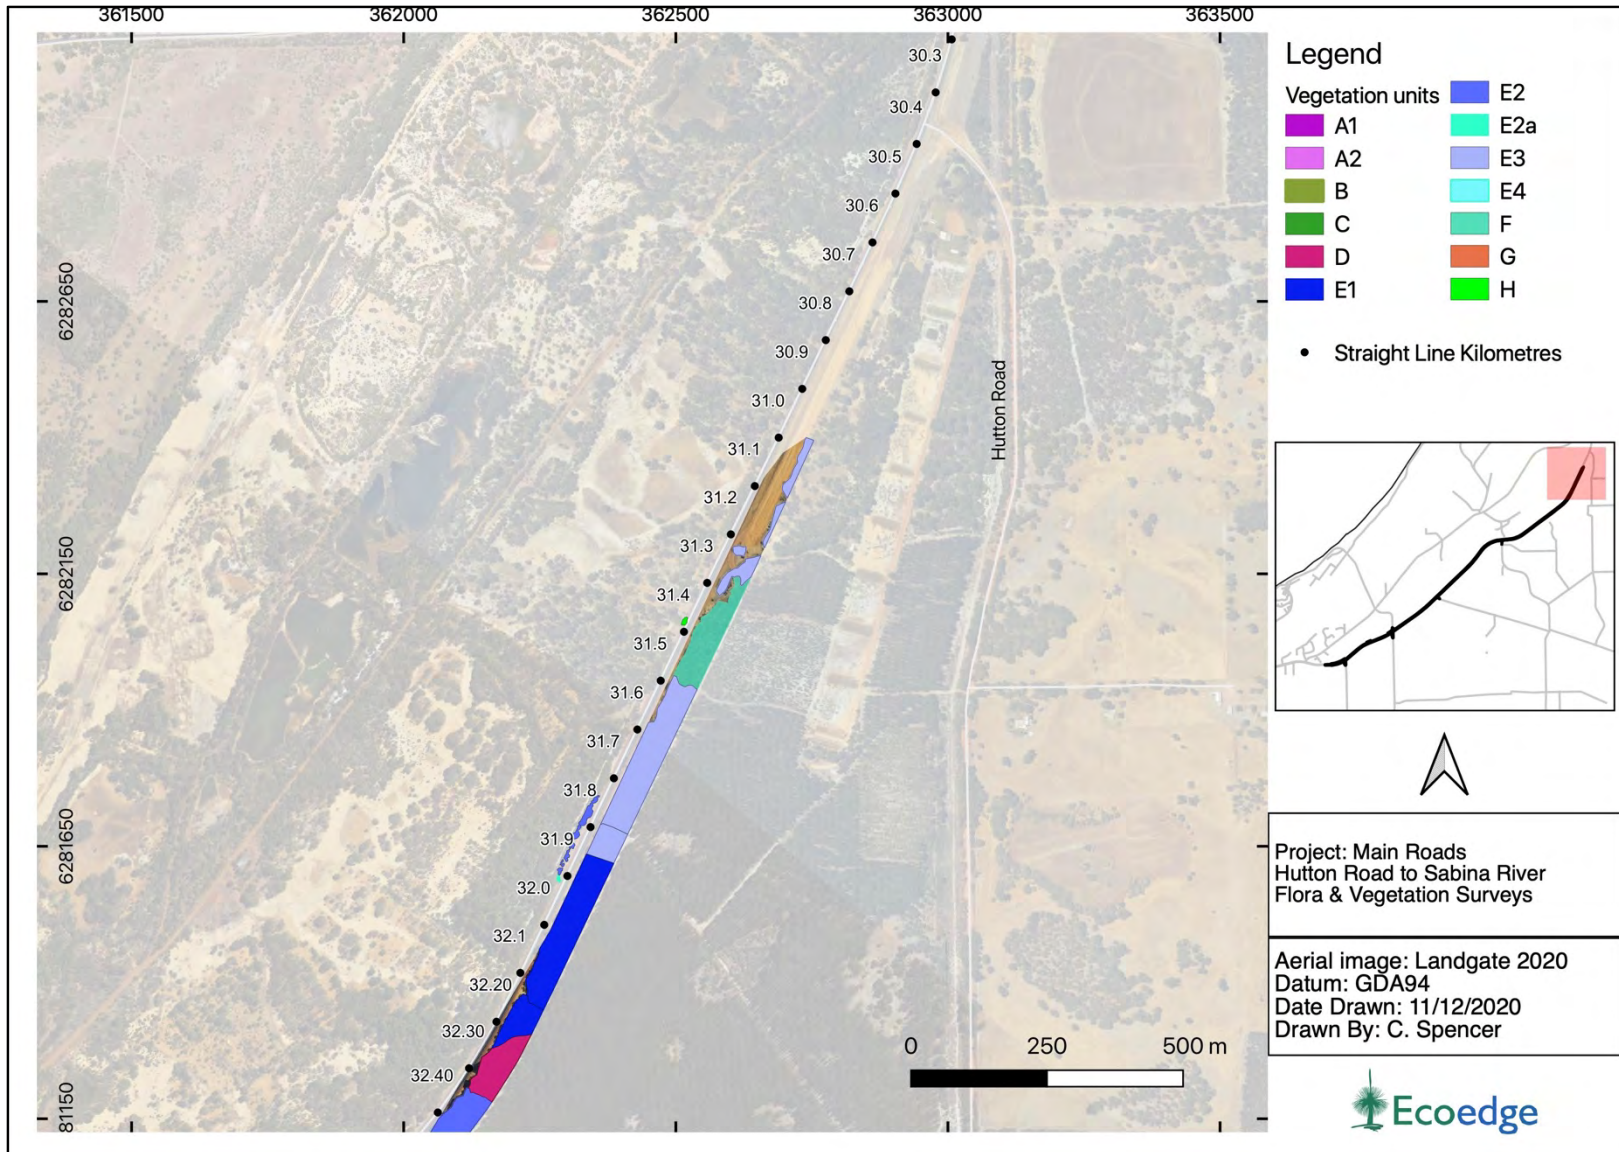 361500
362000
362500
363000
363500
6282650
6282150
6281650
81150
30.3
30.4
30.5
30.6
30.7
30.8
30.9
31.0
31.1
31.2
31.3
31.4
31.5
31.6
31.7
31.8
31.9
32.0
32.1
32.20
32.30
32.40
Hutton Road
0 250 500 m
Legend
Vegetation units
A1
A2
B
C
D
E1
E2
E2a
E3
E4
F
G
H
Straight Line Kilometres
Project: Main Roads
Hutton Road to Sabina River
Flora & Vegetation Surveys
Aerial image: Landgate 2020
Datum: GDA94
Date Drawn: 11/12/2020
Drawn By: C. Spencer
Ecoedge